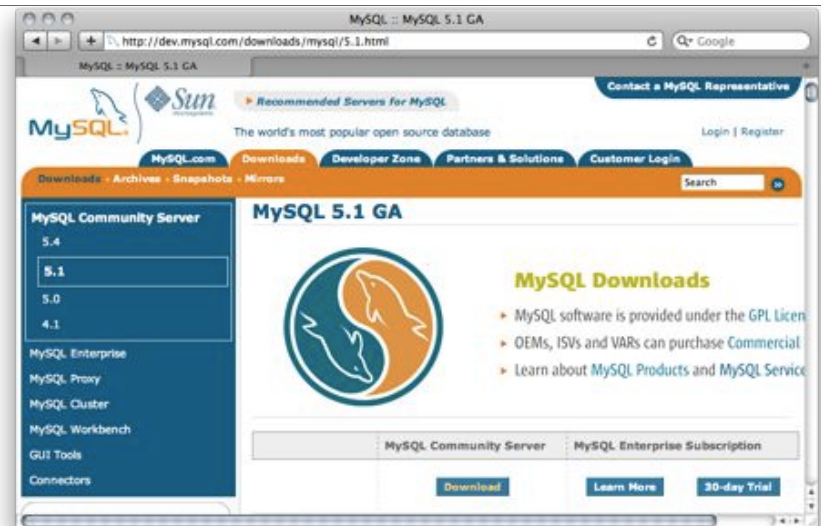 MySQL :: MySQL 5.1 GA
http://dev.mysql.com/downloads/mysql/5.1.html
Google
MySQL :: MySQL 5.1 GA
Contact a MySQL Representative
MySQL.
Sun
Recommended Servers for MySQL
The world's most popular open source database
Login | Register
MySQL.com Downloads Developer Zone Partners & Solutions Customer Login
Downloads Archives Snapshots Mirrors
Search
MySQL Community Server
5.4
5.1
5.0
4.1
MySQL Enterprise
MySQL Proxy
MySQL Cluster
MySQL Workbench
GUI Tools
Connectors
MySQL 5.1 GA
MySQL Downloads
MySQL software is provided under the GPL Licen
OEMs, ISVs and VARs can purchase Commercial
Learn about MySQL Products and MySQL Service
MySQL Community Server MySQL Enterprise Subscription
Download Learn More 30-day Trial